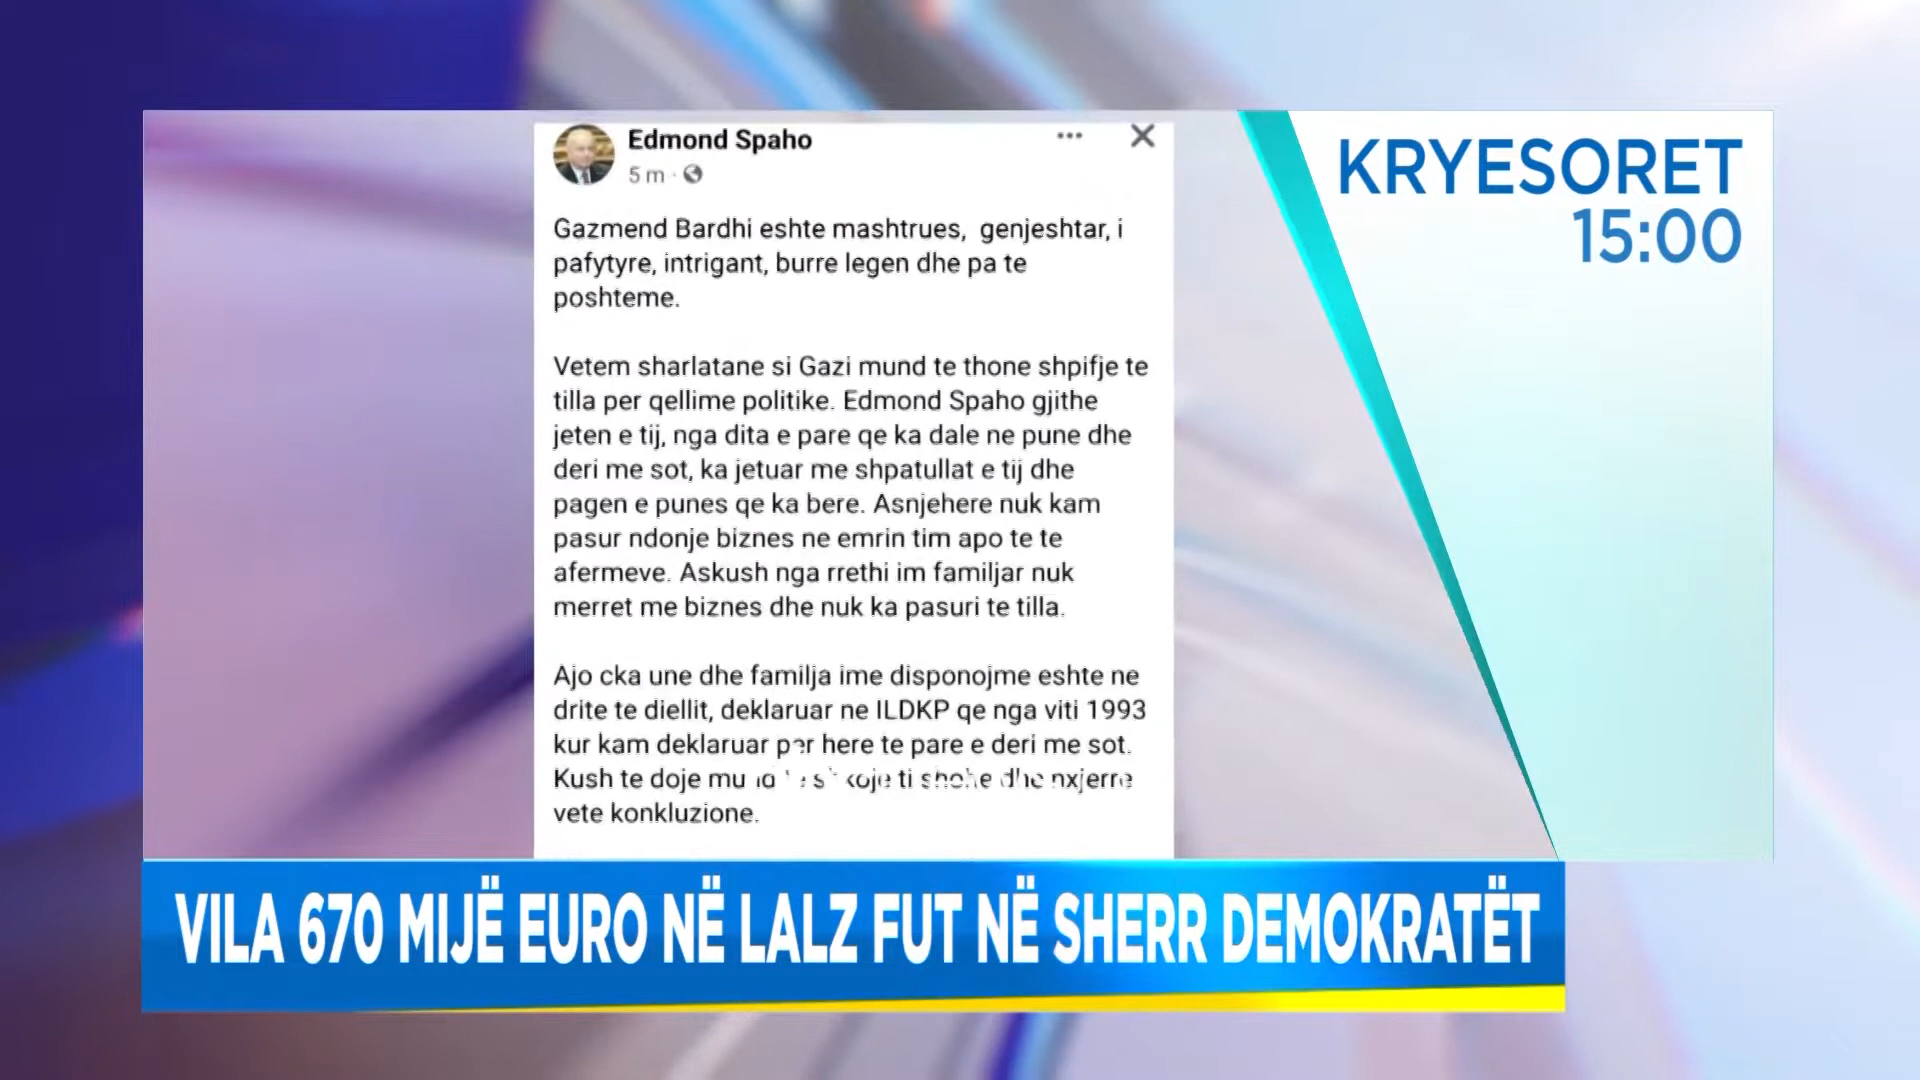 Edmond Spaho
5 m
Gazmend Bardhi eshte mashtrues, genjeshtar, i
pafytyre, intrigant, burre legen dhe pa te
poshteme.
Vetem sharlatane si Gazi mund te thone shpifje te
tilla per qellime politike. Edmond Spaho gjithe
jeten e tij, nga dita e pare qe ka dale ne pune dhe
deri me sot, ka jetuar me shpatullat e tij dhe
pagen e punes qe ka bere. Asnjehere nuk kam
pasur ndonje biznes ne emrin tim apo te te
afermeve. Askush nga rrethi im familjar nuk
merret me biznes dhe nuk ka pasuri te tilla.
Ajo cka une dhe familja ime disponojme eshte ne
drite te diellit, deklaruar ne ILDKP qe nga viti 1993
kur kam deklaruar per here te pare e deri me sot.
Kush te doje ti shohe dhe nxjerre
vete konkluzione.
KRYESORET
15:00
VILA 670 MIJË EURO NË LALZ FUT NË SHERR DEMOKRATËT